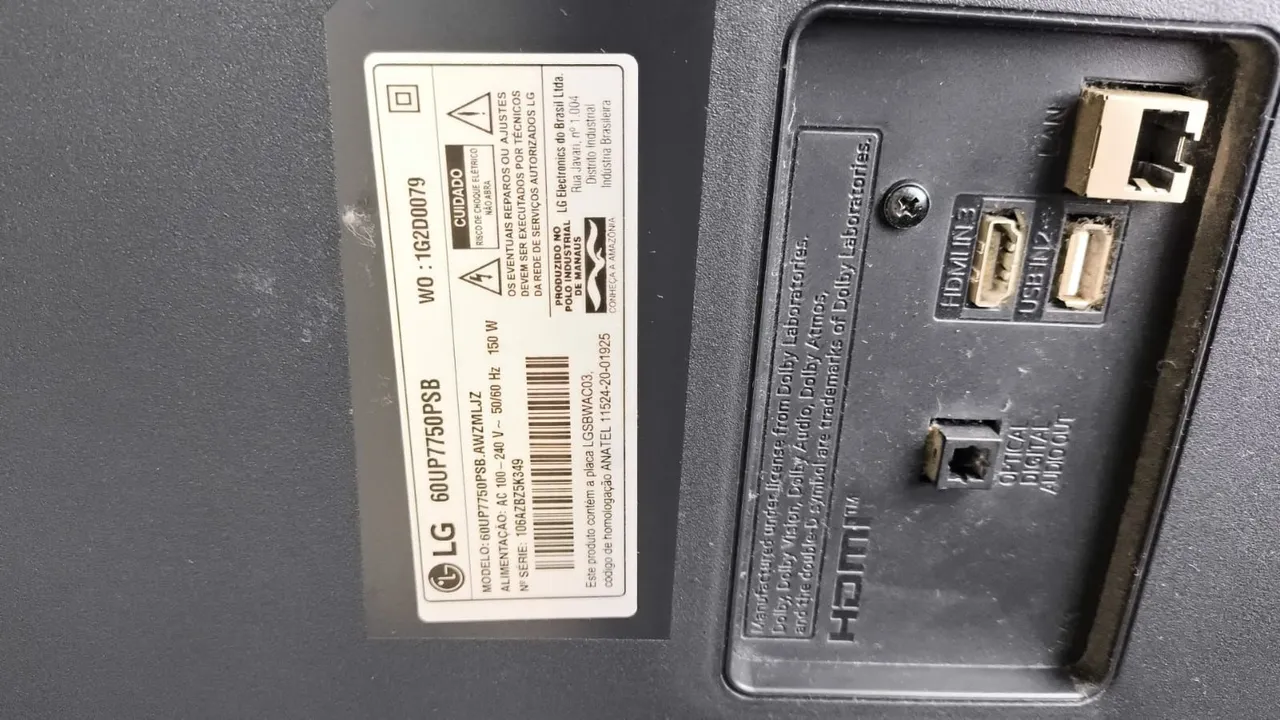 LG 60UP7750PSB WO : 1G2D0079
MODELO: 60UP7750PSB.AWZMLJZ
ALIMENTAÇÃO: AC 100 – 240 V ~ 50/60 Hz 150 W
Nº SÉRIE: 106AZBZ5K349
Este produto contém a placa LGSBWAC03,
código de homologação ANATEL 11524-20-01925
CUIDADO
RISCO DE CHOQUE ELÉTRICO
NÃO ABRA
OS EVENTUAIS REPAROS OU AJUSTES
DEVEM SER EXECUTADOS POR TÉCNICOS
DA REDE DE SERVIÇOS AUTORIZADOS LG
PRODUZIDO NO
POLO INDUSTRIAL
DE MANAUS
CONHEÇA A AMAZÔNIA
LG Electronics do Brasil Ltda.
Rua Javari, nº 1.004
Distrito Industrial
Indústria Brasileira
Manufactured under license from Dolby Laboratories.
Dolby, Dolby Vision, Dolby Audio, Dolby Atmos,
and the double-D symbol are trademarks of Dolby Laboratories.
HDMI™
OPTICAL
DIGITAL
AUDIO OUT
HDMI IN 3
USB IN 2
LAN